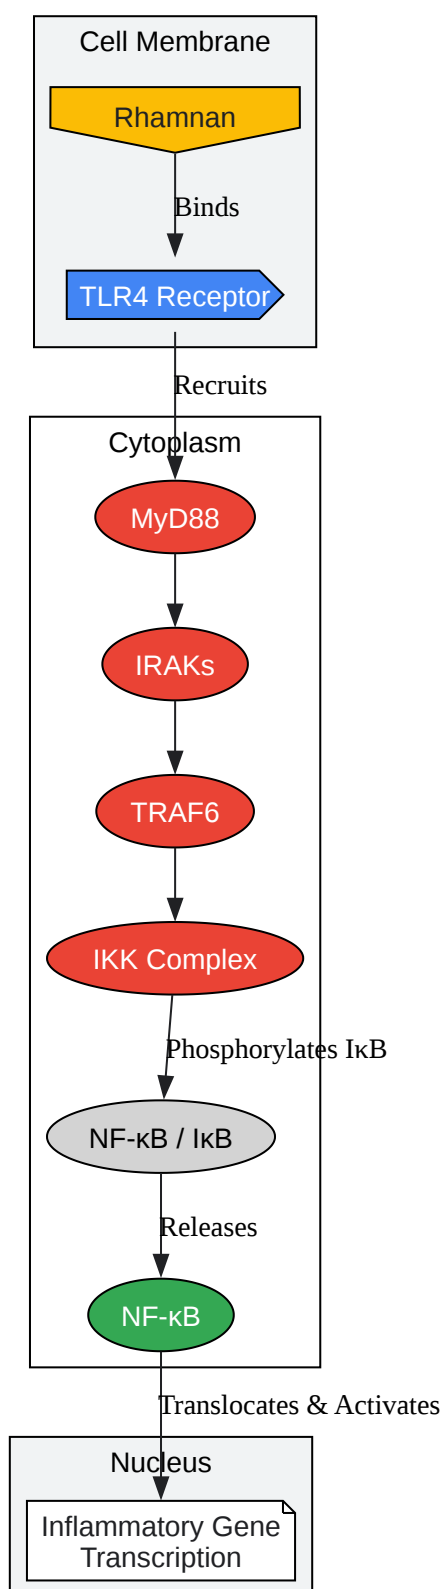 Cell Membrane
Rhamnan
Binds
TLR4 Receptor
Recruits
Cytoplasm
MyD88
IRAKs
TRAF6
IKK Complex
Phosphorylates IκB
NF-κB / IκB
Releases
NF-κB
Translocates & Activates
Nucleus
Inflammatory Gene
Transcription